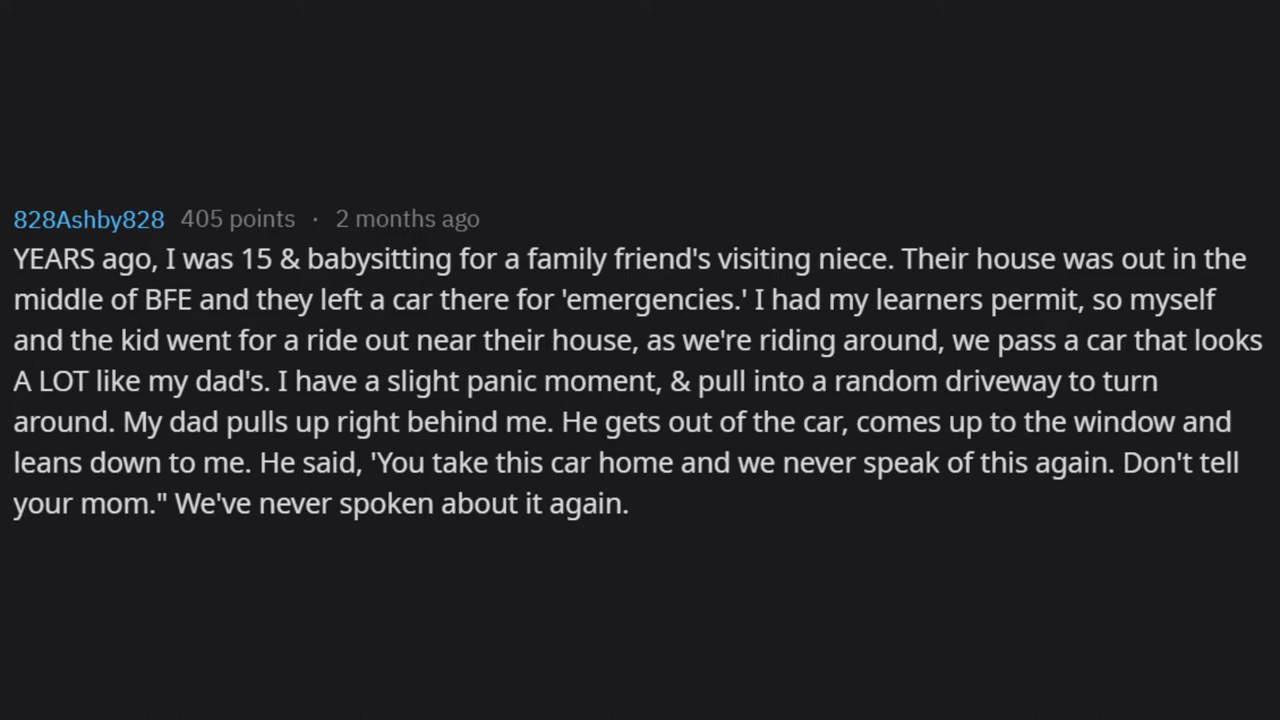 828Ashby828 405 points · 2 months ago
YEARS ago, I was 15 & babysitting for a family friend's visiting niece. Their house was out in the
middle of BFE and they left a car there for 'emergencies.' I had my learners permit, so myself
and the kid went for a ride out near their house, as we're riding around, we pass a car that looks
A LOT like my dad's. I have a slight panic moment, & pull into a random driveway to turn
around. My dad pulls up right behind me. He gets out of the car, comes up to the window and
leans down to me. He said, 'You take this car home and we never speak of this again. Don't tell
your mom." We've never spoken about it again.